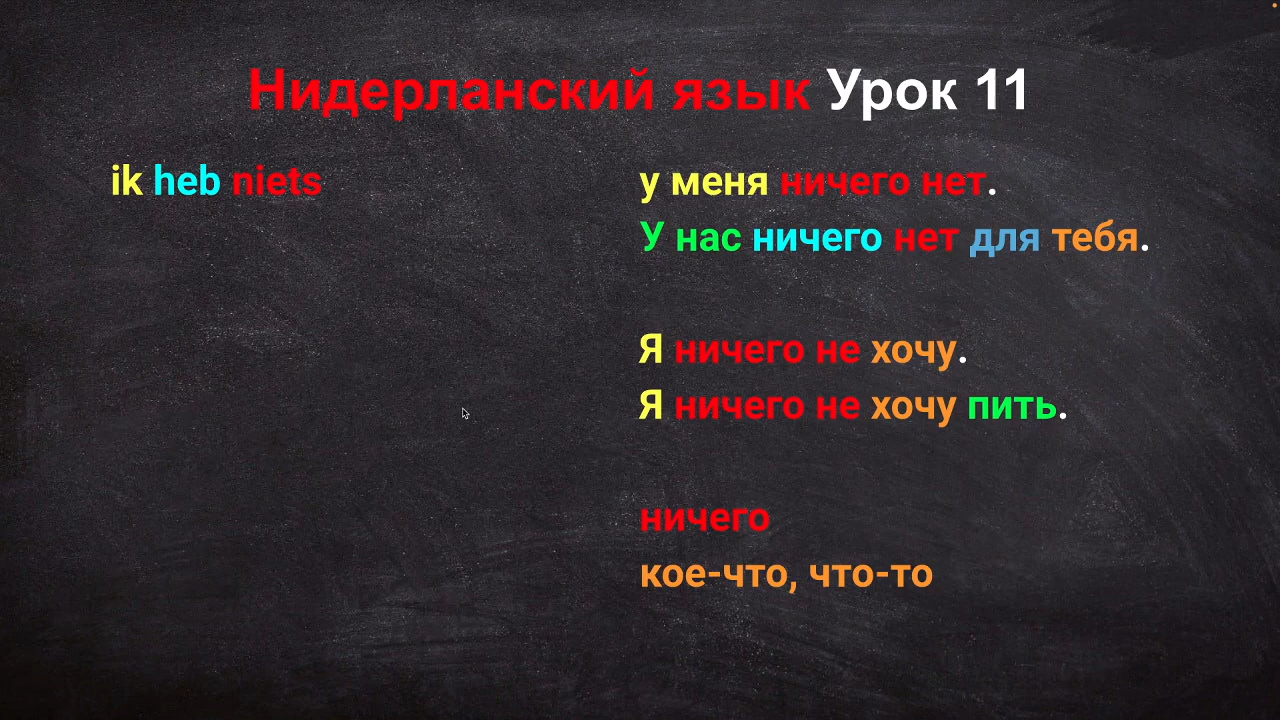 Нидерланский язык Урок 11
ik heb niets
у меня ничего нет.
У нас ничего нет для тебя.
Я ничего не хочу.
Я ничего не хочу пить.
ничего
кое-что, что-то